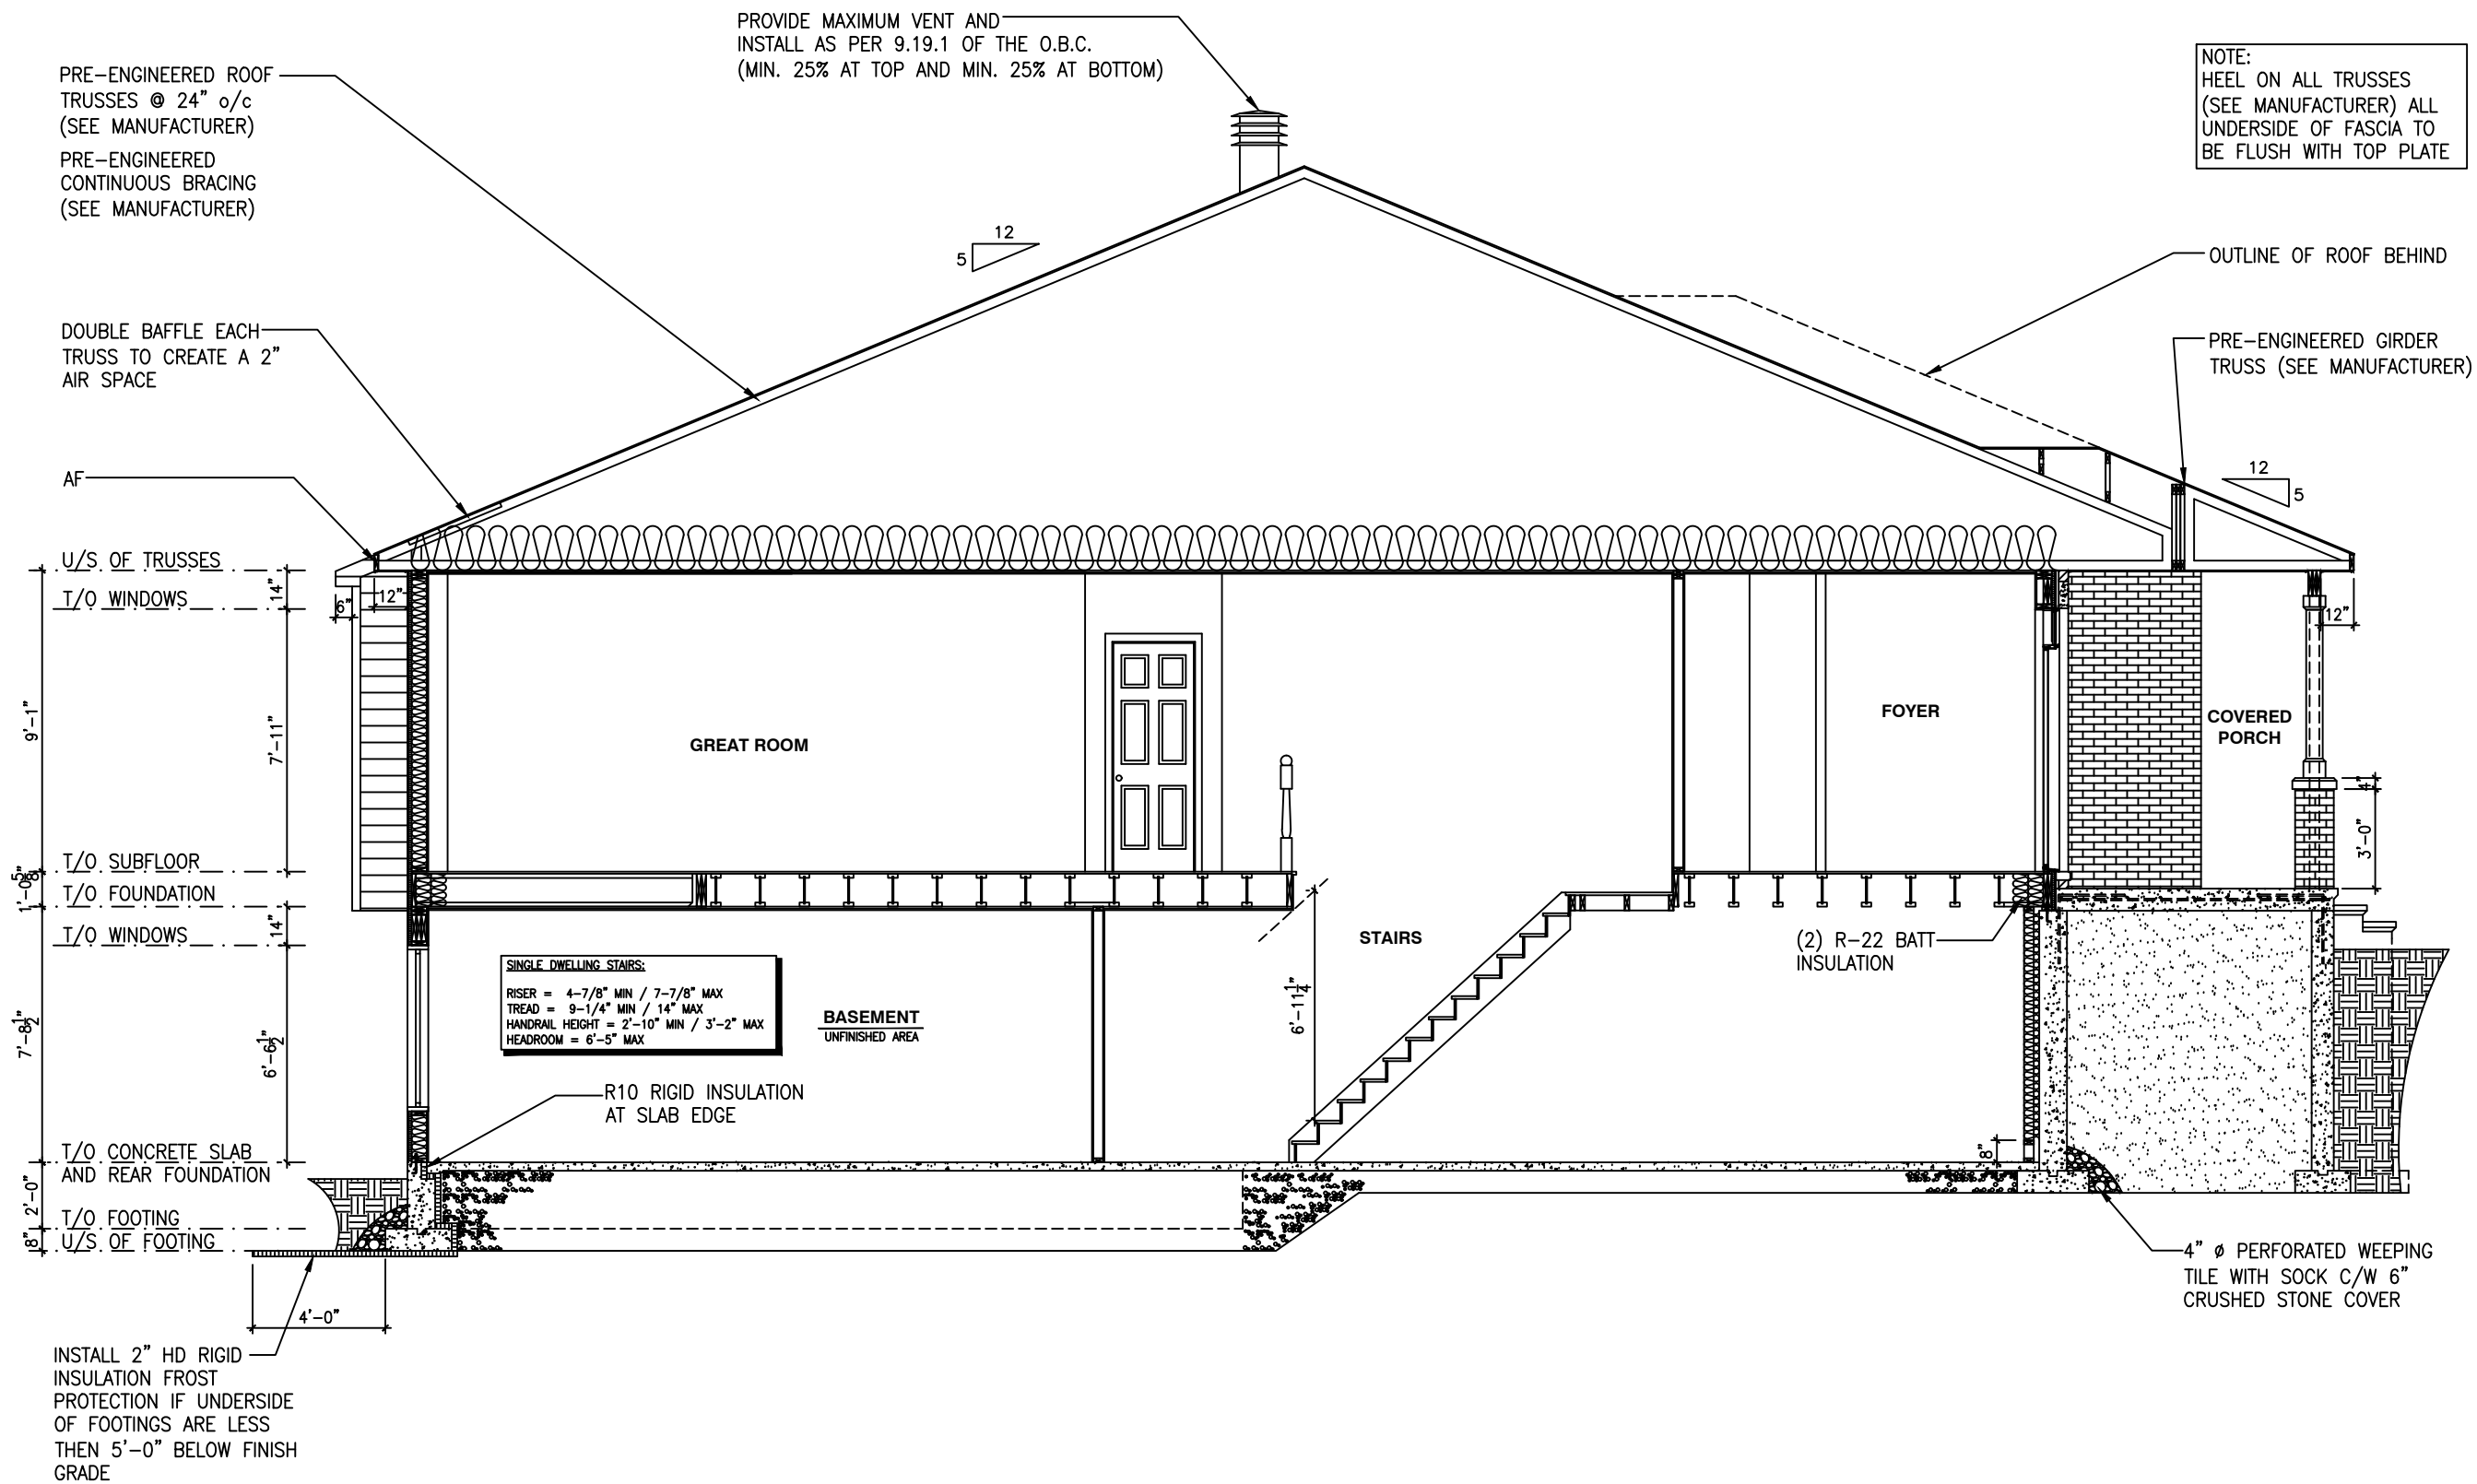 PROVIDE MAXIMUM VENT AND
INSTALL AS PER 9.19.1 OF THE O.B.C.
(MIN. 25% AT TOP AND MIN. 25% AT BOTTOM)
NOTE:
HEEL ON ALL TRUSSES
(SEE MANUFACTURER) ALL
UNDERSIDE OF FASCIA TO
BE FLUSH WITH TOP PLATE
PRE-ENGINEERED ROOF
TRUSSES @ 24" o/c
(SEE MANUFACTURER)
PRE-ENGINEERED
CONTINUOUS BRACING
(SEE MANUFACTURER)
12
5
OUTLINE OF ROOF BEHIND
DOUBLE BAFFLE EACH
TRUSS TO CREATE A 2"
AIR SPACE
PRE-ENGINEERED GIRDER
TRUSS (SEE MANUFACTURER)
AF
12
5
U/S OF TRUSSES
T/O WINDOWS
14"
6"
12"
12"
9'-1"
7'-11"
GREAT ROOM
FOYER
COVERED
PORCH
4"
3'-0"
T/O SUBFLOOR
1'-0 5/8"
T/O FOUNDATION
T/O WINDOWS
14"
STAIRS
(2) R-22 BATT
INSULATION
SINGLE DWELLING STAIRS:
RISER = 4-7/8" MIN / 7-7/8" MAX
TREAD = 9-1/4" MIN / 14" MAX
HANDRAIL HEIGHT = 2'-10" MIN / 3'-2" MAX
HEADROOM = 6'-5" MAX
BASEMENT
UNFINISHED AREA
7'-8 1/2"
6'-6 1/2"
6'-11 1/4"
R10 RIGID INSULATION
AT SLAB EDGE
8"
T/O CONCRETE SLAB
AND REAR FOUNDATION
2'-0"
T/O FOOTING
U/S OF FOOTING
8"
4'-0"
4" ø PERFORATED WEEPING
TILE WITH SOCK C/W 6"
CRUSHED STONE COVER
INSTALL 2" HD RIGID
INSULATION FROST
PROTECTION IF UNDERSIDE
OF FOOTINGS ARE LESS
THEN 5'-0" BELOW FINISH
GRADE